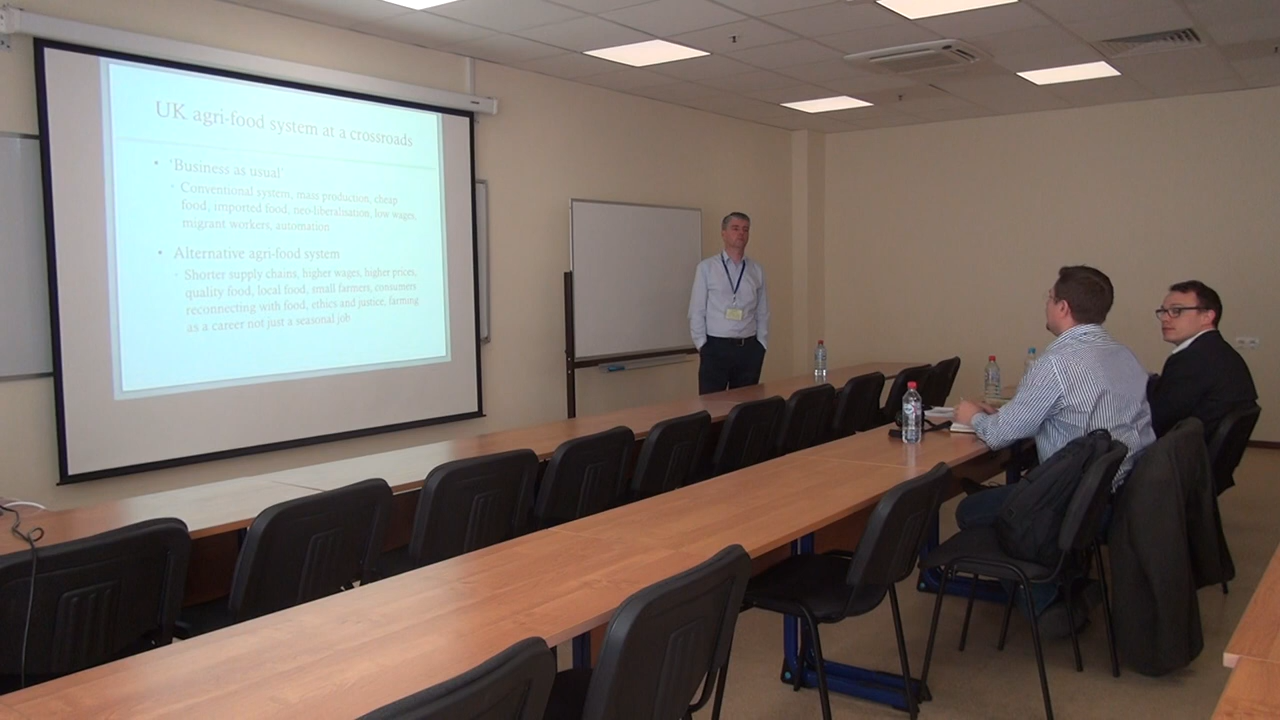 UK agri-food system at a crossroads
• 'Business as usual'
• Conventional system, mass production, cheap
food, imported food, neo-liberalisation, low wages,
migrant workers, automation
• Alternative agri-food system
• Shorter supply chains, higher wages, higher prices,
quality food, local food, small farmers, consumers
reconnecting with food, ethics and justice, farming
as a career not just a seasonal job